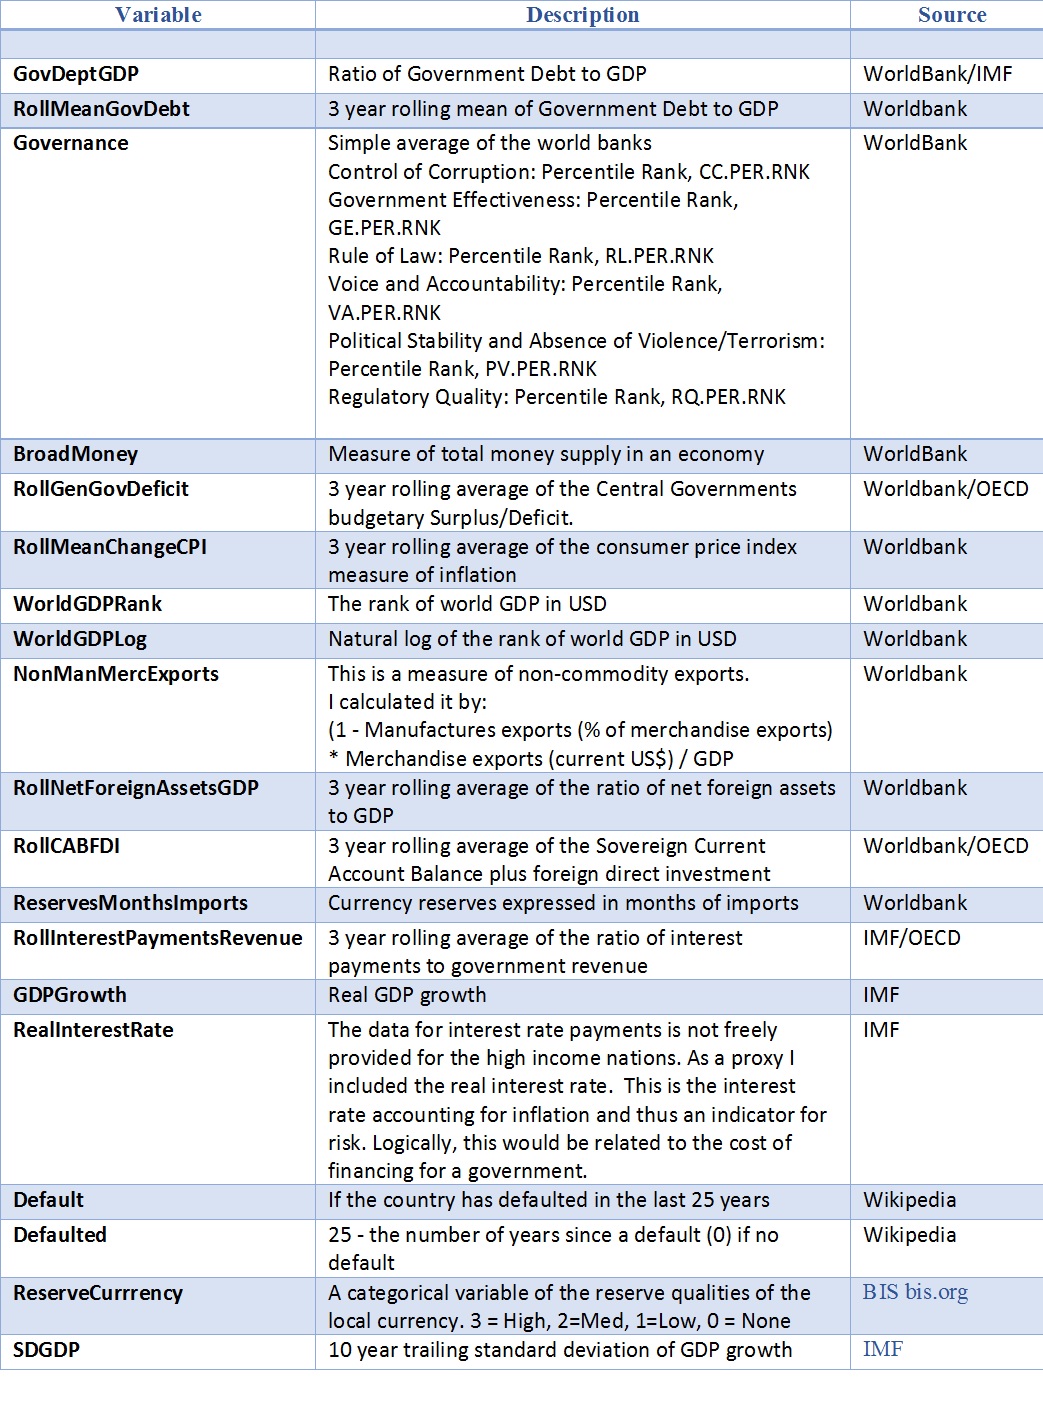 Variable Description Source
GovDeptGDP Ratio of Government Debt to GDP WorldBank/IMF
RollMeanGovDebt 3 year rolling mean of Government Debt to GDP Worldbank
Governance Simple average of the world banks WorldBank
Control of Corruption: Percentile Rank, CC.PER.RNK
Government Effectiveness: Percentile Rank,
GE.PER.RNK
Rule of Law: Percentile Rank, RL.PER.RNK
Voice and Accountability: Percentile Rank,
VA.PER.RNK
Political Stability and Absence of Violence/Terrorism:
Percentile Rank, PV.PER.RNK
Regulatory Quality: Percentile Rank, RQ.PER.RNK
BroadMoney Measure of total money supply in an economy WorldBank
RollGenGovDeficit 3 year rolling average of the Central Governments Worldbank/OECD
budgetary Surplus/Deficit.
RollMeanChangeCPI 3 year rolling average of the consumer price index Worldbank
measure of inflation
WorldGDPRank The rank of world GDP in USD Worldbank
WorldGDPLog Natural log of the rank of world GDP in USD Worldbank
NonManMercExports This is a measure of non-commodity exports. Worldbank
I calculated it by:
(1 - Manufactures exports (% of merchandise exports)
* Merchandise exports (current US$) / GDP
RollNetForeignAssetsGDP 3 year rolling average of the ratio of net foreign assets Worldbank
to GDP
RollCABFDI 3 year rolling average of the Sovereign Current Worldbank/OECD
Account Balance plus foreign direct investment
ReservesMonthsImports Currency reserves expressed in months of imports Worldbank
RollInterestPaymentsRevenue 3 year rolling average of the ratio of interest IMF/OECD
payments to government revenue
GDPGrowth Real GDP growth IMF
RealInterestRate The data for interest rate payments is not freely IMF
provided for the high income nations. As a proxy I
included the real interest rate.  This is the interest
rate accounting for inflation and thus an indicator for
risk. Logically, this would be related to the cost of
financing for a government.
Default If the country has defaulted in the last 25 years Wikipedia
Defaulted 25 - the number of years since a default (0) if no Wikipedia
default
ReserveCurrrency A categorical variable of the reserve qualities of the BIS bis.org
local currency. 3 = High, 2=Med, 1=Low, 0 = None
SDGDP 10 year trailing standard deviation of GDP growth IMF